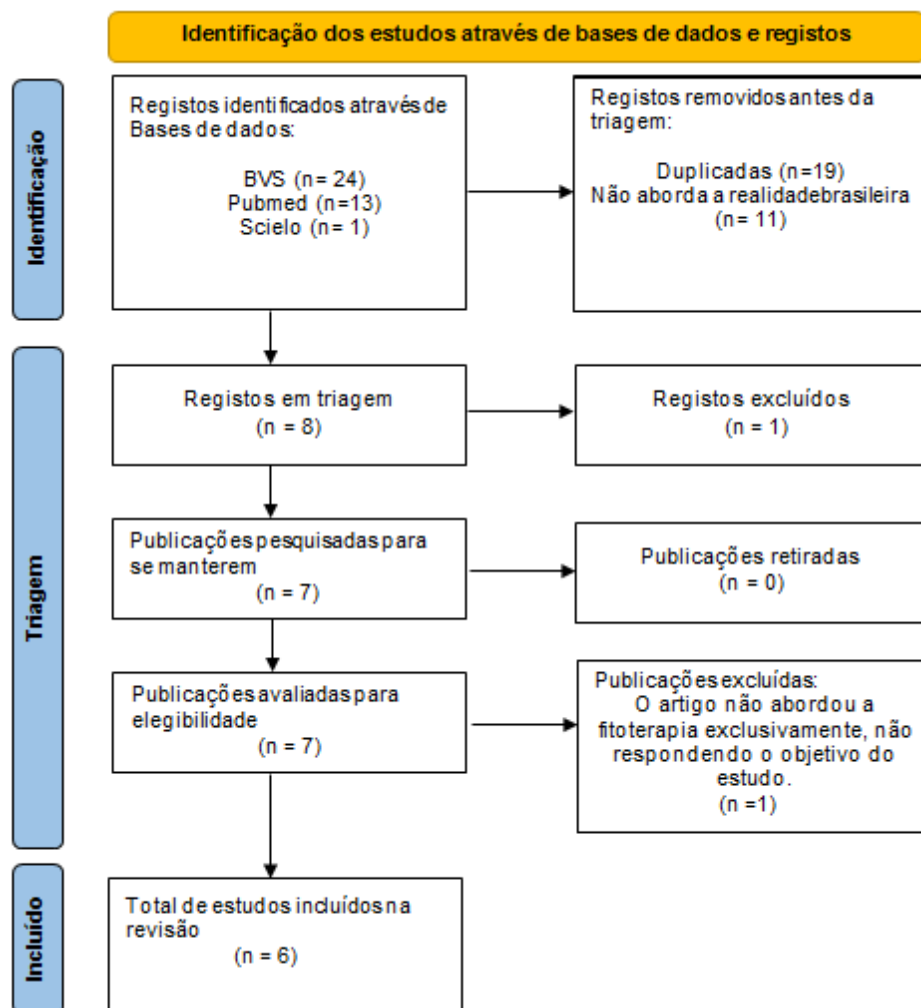 Identificação dos estudos através de bases de dados e registos
Identificação
Registos identificados através de
Bases de dados:
BVS (n= 24)
Pubmed (n=13)
Scielo (n= 1)
Registos removidos antes da
triagem:
Duplicadas (n=19)
Não aborda a realidade brasileira
(n= 11)
Triagem
Registos em triagem
(n = 8)
Registos excluídos
(n = 1)
Publicações pesquisadas para
se manterem
(n = 7)
Publicações retiradas
(n = 0)
Publicações avaliadas para
elegibilidade
(n = 7)
Publicações excluídas:
O artigo não abordou a
fitoterapia exclusivamente, não
respondendo o objetivo do
estudo.
(n =1)
Incluído
Total de estudos incluídos na
revisão
(n = 6)